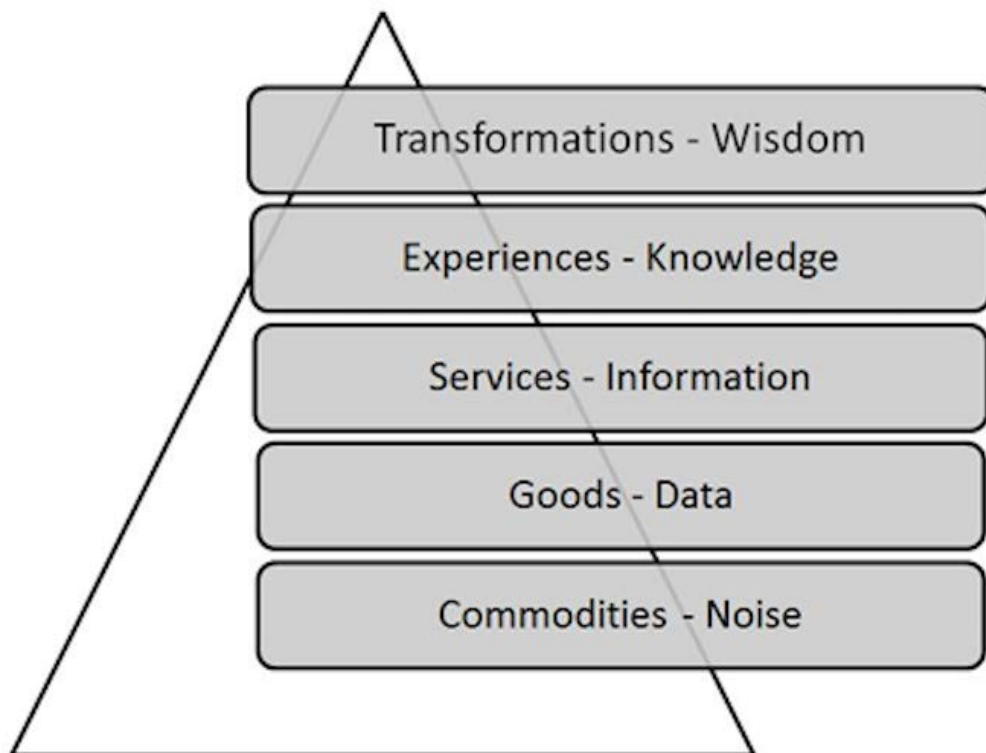 Transformations - Wisdom
Experiences - Knowledge
Services - Information
Goods - Data
Commodities - Noise